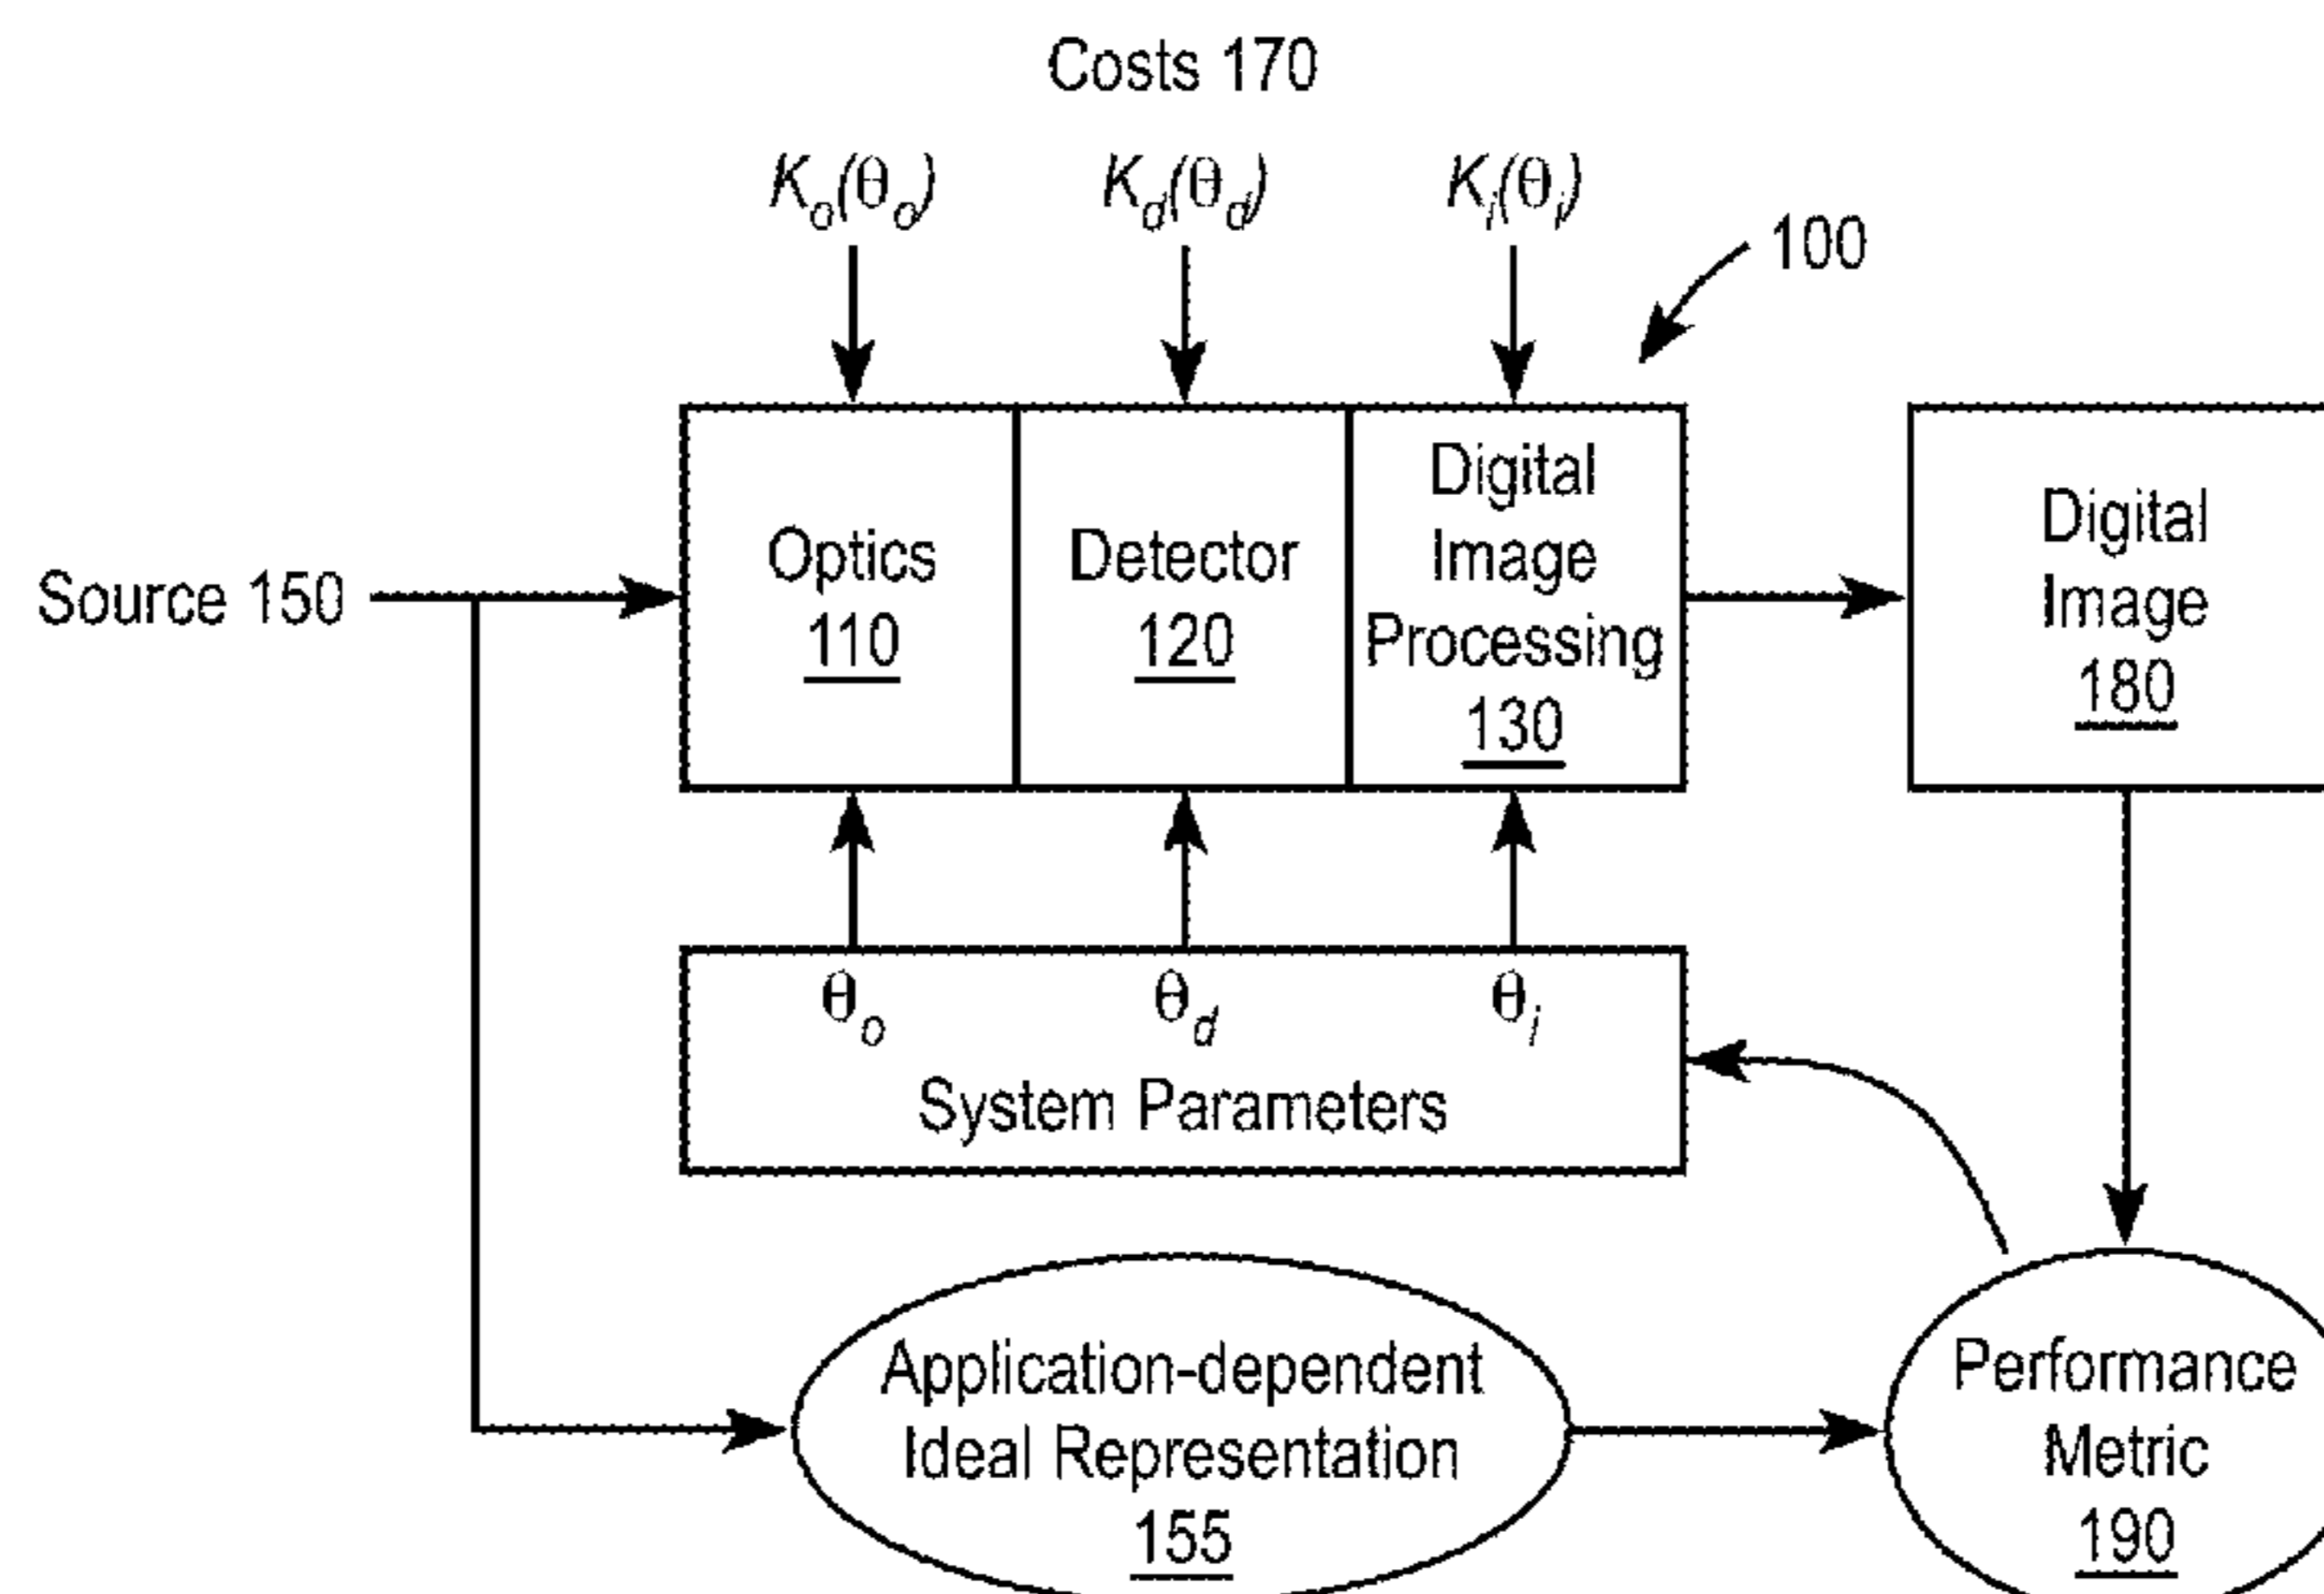 Costs 170
Kₒ(θₒ) K_d(θ_d) Kᵢ(θᵢ)
100
Optics
110
Detector
120
Digital
Image
Processing
130
Digital
Image
180
Source 150
θₒ θ_d θᵢ
System Parameters
Application-dependent
Ideal Representation
155
Performance
Metric
190